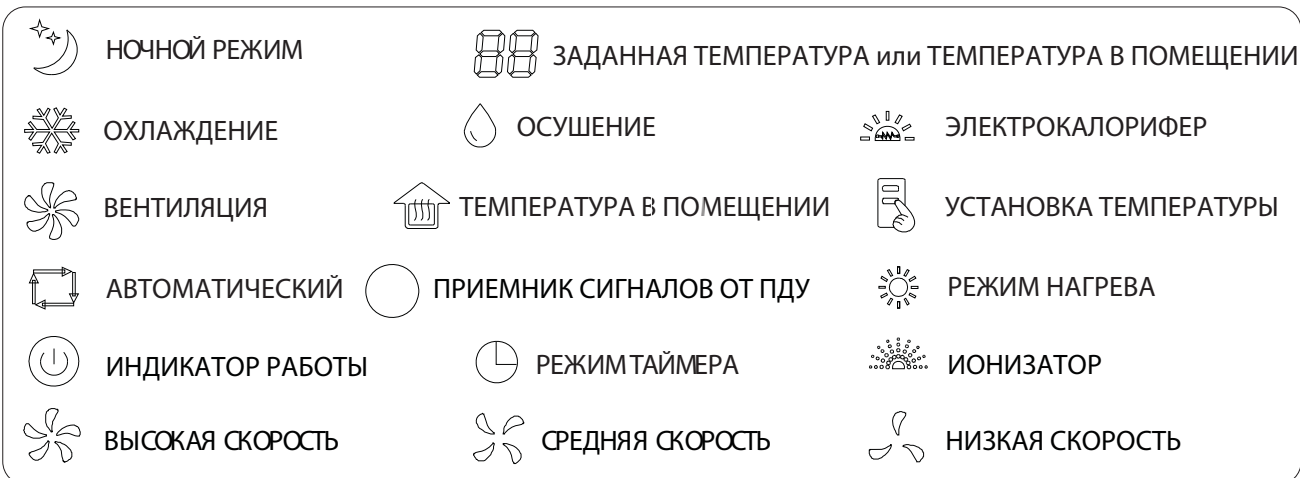 НОЧНОЙ РЕЖИМ
88 ЗАДАННАЯ ТЕМПЕРАТУРА или ТЕМПЕРАТУРА В ПОМЕЩЕНИИ
ОХЛАЖДЕНИЕ
ОСУШЕНИЕ
ЭЛЕКТРОКАЛОРИФЕР
ВЕНТИЛЯЦИЯ
ТЕМПЕРАТУРА В ПОМЕЩЕНИИ
УСТАНОВКА ТЕМПЕРАТУРЫ
АВТОМАТИЧЕСКИЙ
ПРИЕМНИК СИГНАЛОВ ОТ ПДУ
РЕЖИМ НАГРЕВА
ИНДИКАТОР РАБОТЫ
РЕЖИМ ТАЙМЕРА
ИОНИЗАТОР
ВЫСОКАЯ СКОРОСТЬ
СРЕДНЯЯ СКОРОСТЬ
НИЗКАЯ СКОРОСТЬ